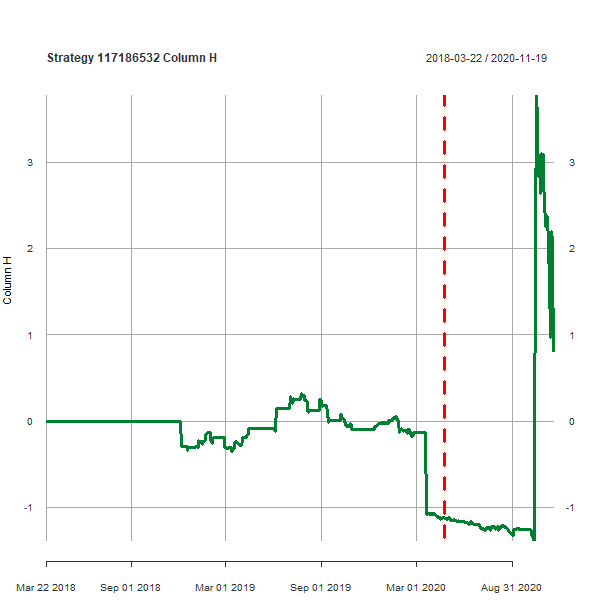 Strategy 117186532 Column H
2018-03-22 / 2020-11-19
3 3
2 2
1 1
0 0
-1 -1
Column H
Mar 22 2018 Sep 01 2018 Mar 01 2019 Sep 01 2019 Mar 01 2020 Aug 31 2020